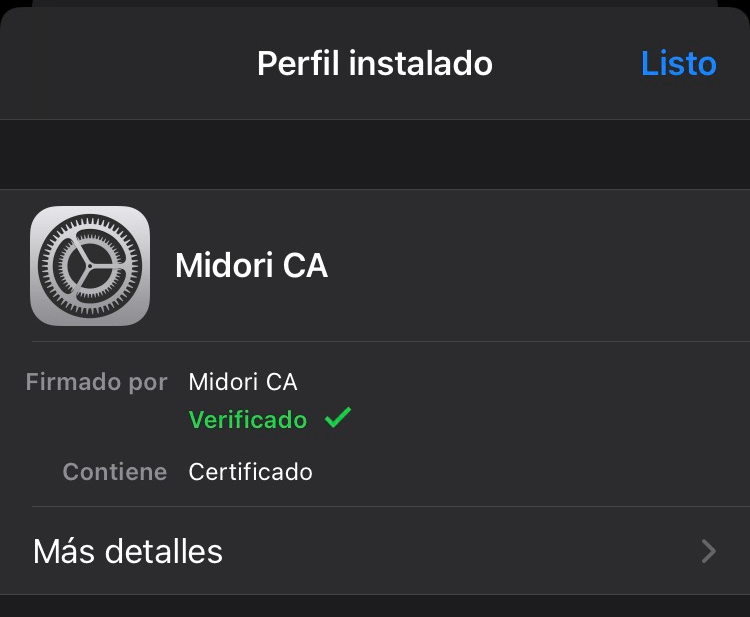 Perfil instalado
Listo
Midori CA
Firmado por Midori CA
Verificado
Contiene Certificado
Más detalles